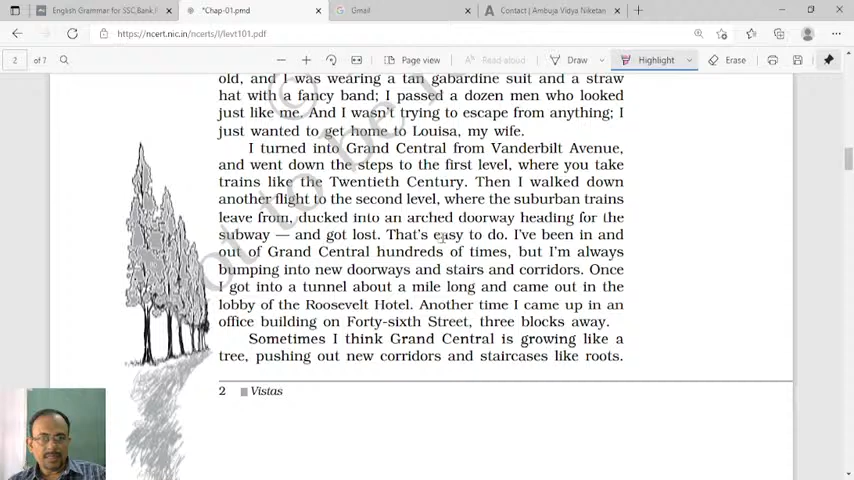 English Grammar for SSC,Bank,R
*Chap-01.pmd
Gmail
Contact | Ambuja Vidya Niketan
https://ncert.nic.in/ncerts/l/levt101.pdf
2 of 7
Page view
Read aloud
Draw
Highlight
Erase
old, and I was wearing a tan gabardine suit and a straw
hat with a fancy band; I passed a dozen men who looked
just like me. And I wasn't trying to escape from anything; I
just wanted to get home to Louisa, my wife.
I turned into Grand Central from Vanderbilt Avenue,
and went down the steps to the first level, where you take
trains like the Twentieth Century. Then I walked down
another flight to the second level, where the suburban trains
leave from, ducked into an arched doorway heading for the
subway — and got lost. That's easy to do. I've been in and
out of Grand Central hundreds of times, but I'm always
bumping into new doorways and stairs and corridors. Once
I got into a tunnel about a mile long and came out in the
lobby of the Roosevelt Hotel. Another time I came up in an
office building on Forty-sixth Street, three blocks away.
Sometimes I think Grand Central is growing like a
tree, pushing out new corridors and staircases like roots.
2 Vistas
©
not to be